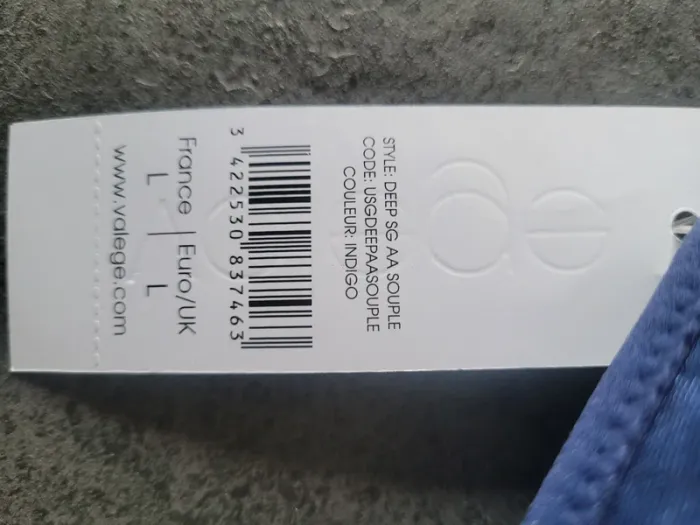 STYLE: DEEP SG AA SOUPLE
CODE: USGDEEPAASOUPLE
COULEUR: INDIGO
3 422530 837463
France | Euro/UK
L | L
www.valege.com